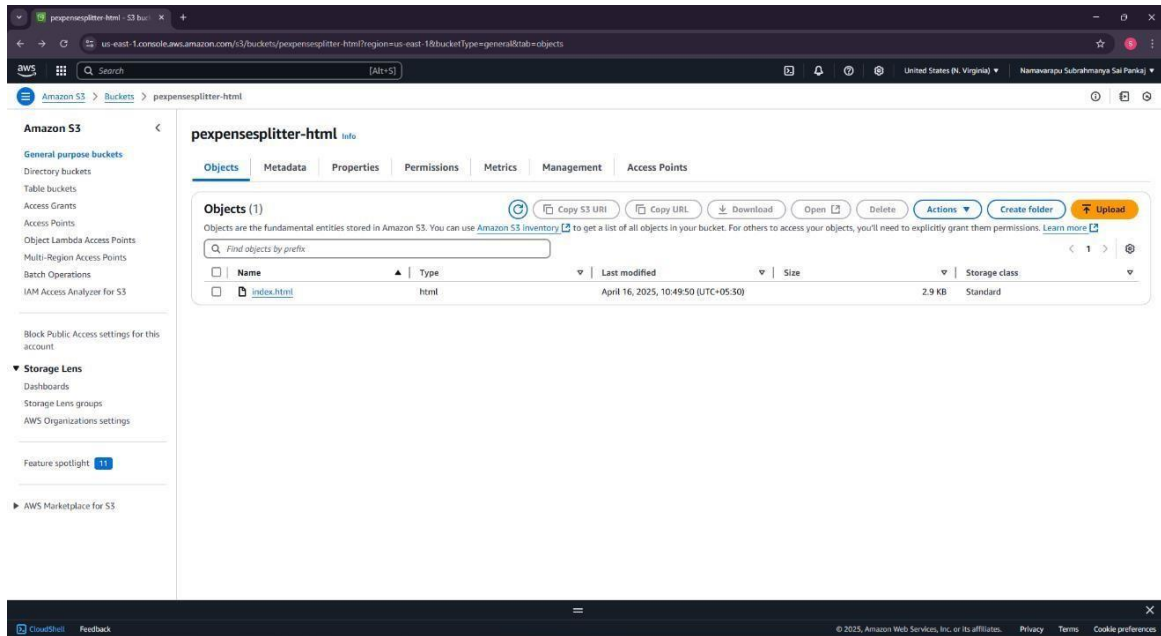 pexpensesplitter-html - S3 buc
us-east-1.console.aws.amazon.com/s3/buckets/pexpensesplitter-html?region=us-east-1&bucketType=general&tab=objects
S
aws Search [Alt+S] United States (N. Virginia) Namavarapu Subrahmanya Sai Pankaj
Amazon S3 > Buckets > pexpensesplitter-html
Amazon S3
General purpose buckets
Directory buckets
Table buckets
Access Grants
Access Points
Object Lambda Access Points
Multi-Region Access Points
Batch Operations
IAM Access Analyzer for S3
Block Public Access settings for this
account
Storage Lens
Dashboards
Storage Lens groups
AWS Organizations settings
Feature spotlight 11
AWS Marketplace for S3
pexpensesplitter-html Info
Objects Metadata Properties Permissions Metrics Management Access Points
Objects (1) Copy S3 URI Copy URL Download Open Delete Actions Create folder Upload
Objects are the fundamental entities stored in Amazon S3. You can use Amazon S3 inventory to get a list of all objects in your bucket. For others to access your objects, you'll need to explicitly grant them permissions. Learn more
Find objects by prefix < 1 >
Name Type Last modified Size Storage class
index.html html April 16, 2025, 10:49:50 (UTC+05:30) 2.9 KB Standard
CloudShell Feedback © 2025, Amazon Web Services, Inc. or its affiliates. Privacy Terms Cookie preferences